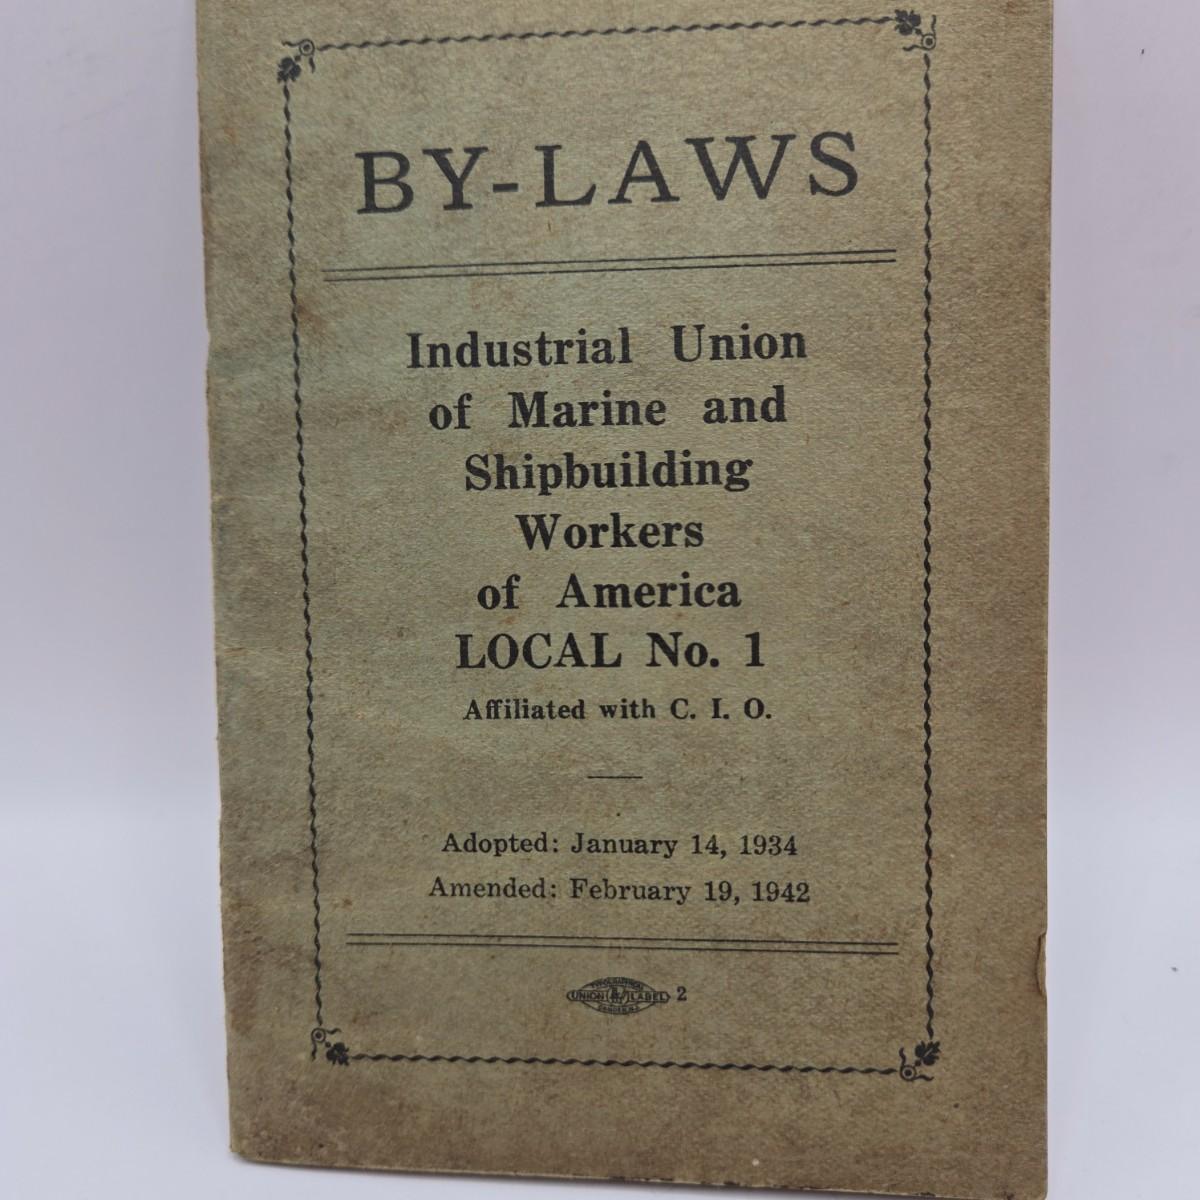 BY-LAWS
Industrial Union
of Marine and
Shipbuilding
Workers
of America
LOCAL No. 1
Affiliated with C. I. O.
Adopted: January 14, 1934
Amended: February 19, 1942
UNION LABEL 2